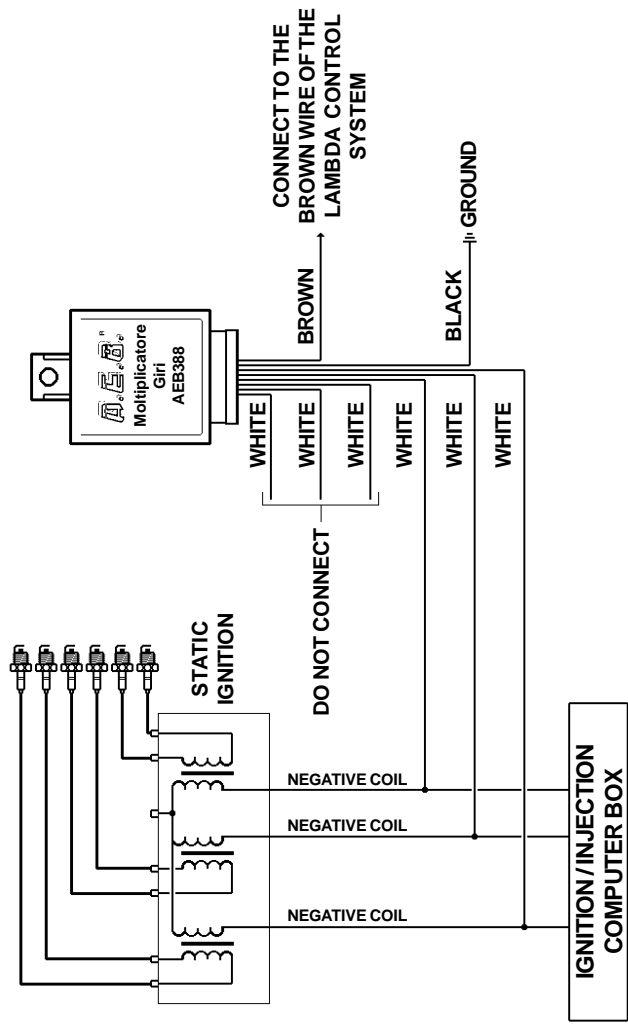 A.E.B.
R
Moltiplicatore
Giri
AEB388
CONNECT TO THE
BROWN WIRE OF THE
LAMBDA CONTROL
SYSTEM
BROWN
BLACK
GROUND
WHITE
WHITE
WHITE
WHITE
WHITE
WHITE
DO NOT CONNECT
STATIC
IGNITION
NEGATIVE COIL
NEGATIVE COIL
NEGATIVE COIL
IGNITION / INJECTION
COMPUTER BOX